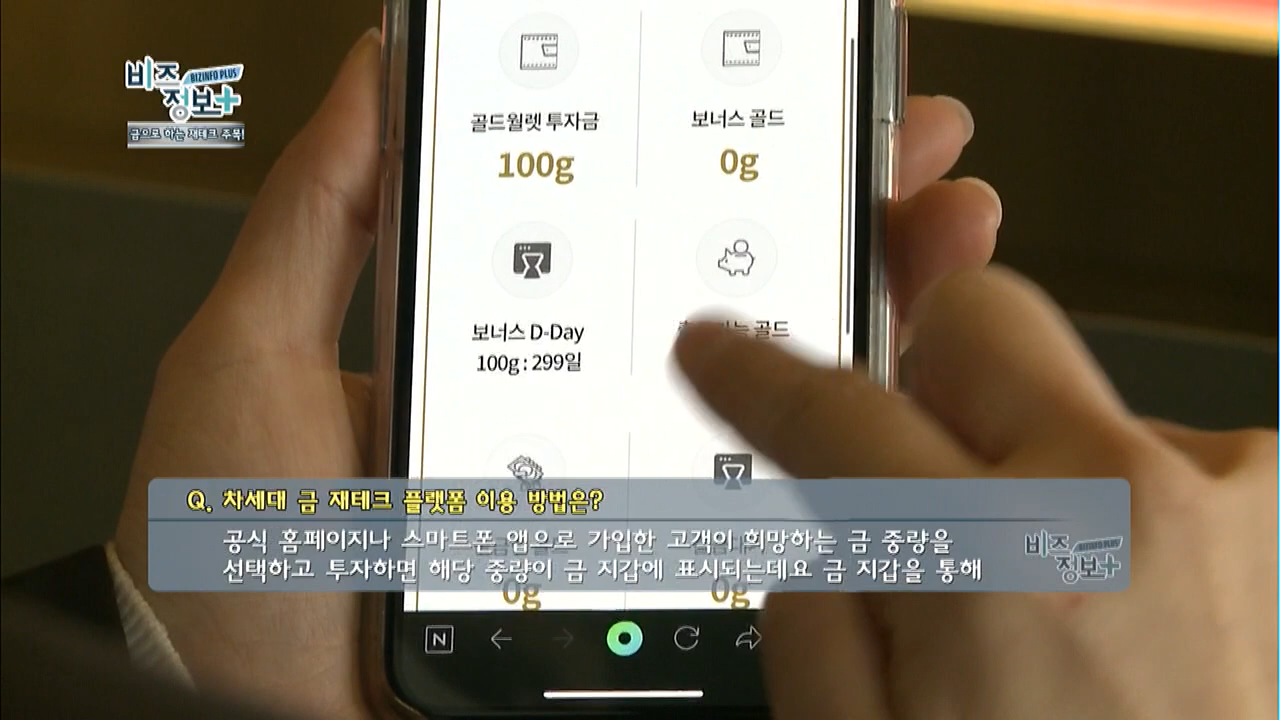 비즈
BIZINFO PLUS
정보+
금으로 하는 재테크 주목!
골드월렛 투자금
보너스 골드
100g
0g
보너스 D-Day
골드
100g : 299일
Q. 차세대 금 재테크 플랫폼 이용 방법은?
공식 홈페이지나 스마트폰 앱으로 가입한 고객이 희망하는 금 중량을
선택하고 투자하면 해당 중량이 금 지갑에 표시되는데요 금 지갑을 통해
비즈
BIZINFO PLUS
정보+
0g
0g
N